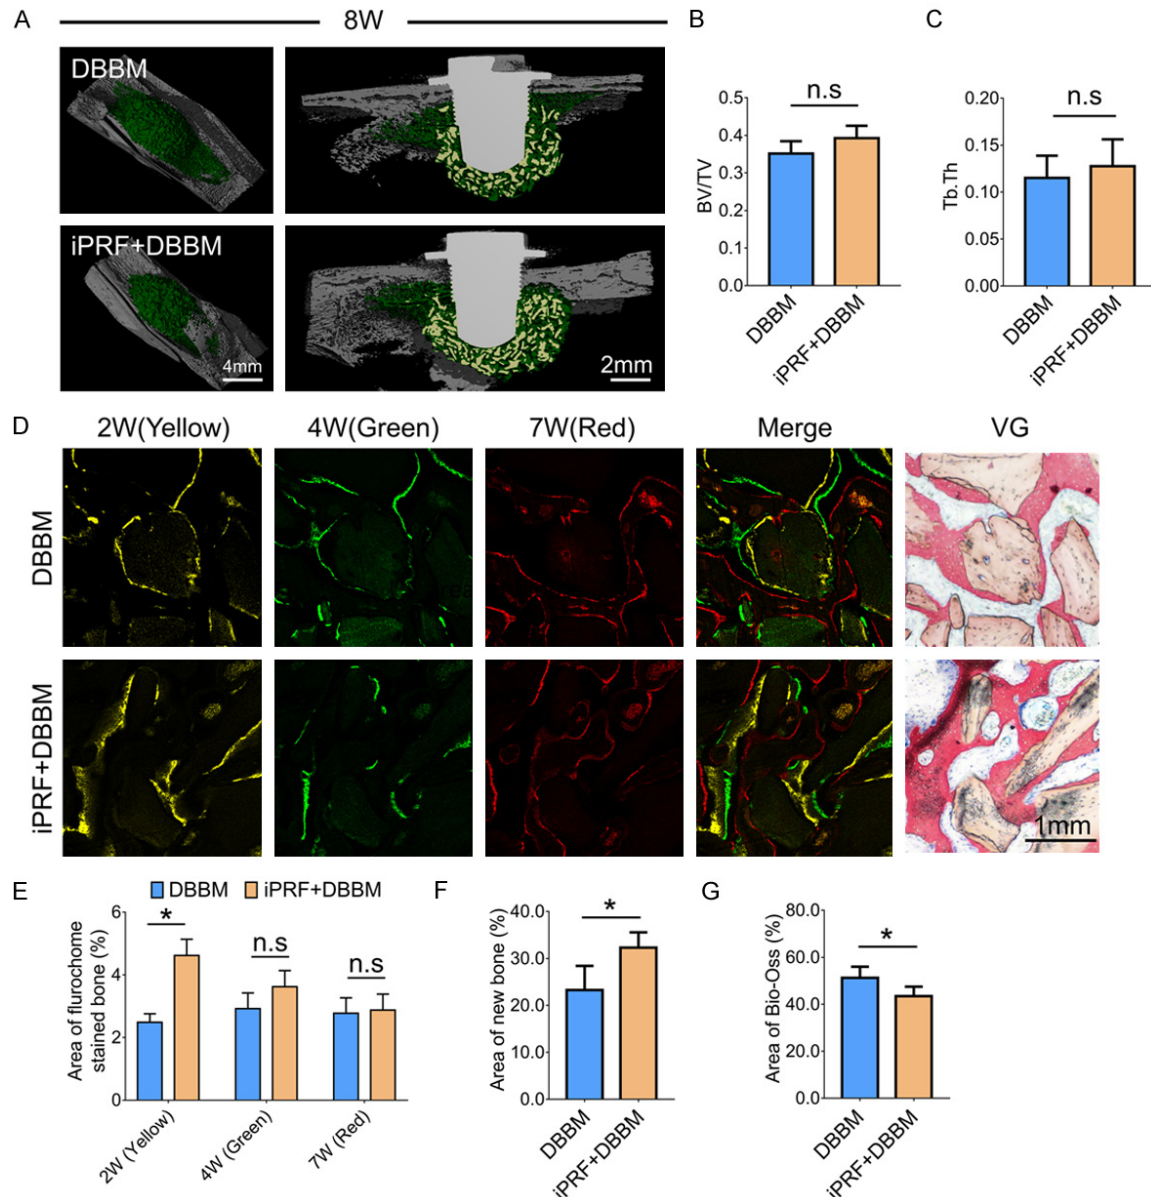 A
8W
DBBM
iPRF+DBBM
4mm
2mm
B
n.s
BV/TV
0.5
0.4
0.3
0.2
0.1
0.0
DBBM
iPRF+DBBM
C
n.s
Tb.Th
0.20
0.15
0.10
0.05
0.00
DBBM
iPRF+DBBM
D
2W(Yellow)
4W(Green)
7W(Red)
Merge
VG
DBBM
iPRF+DBBM
1mm
E
DBBM
iPRF+DBBM
Area of flurochome
stained bone (%)
6
4
2
0
*
n.s
n.s
2W (Yellow)
4W (Green)
7W (Red)
F
Area of new bone (%)
40.0
30.0
20.0
10.0
0.0
*
DBBM
iPRF+DBBM
G
Area of Bio-Oss (%)
80.0
60.0
40.0
20.0
0.0
*
DBBM
iPRF+DBBM